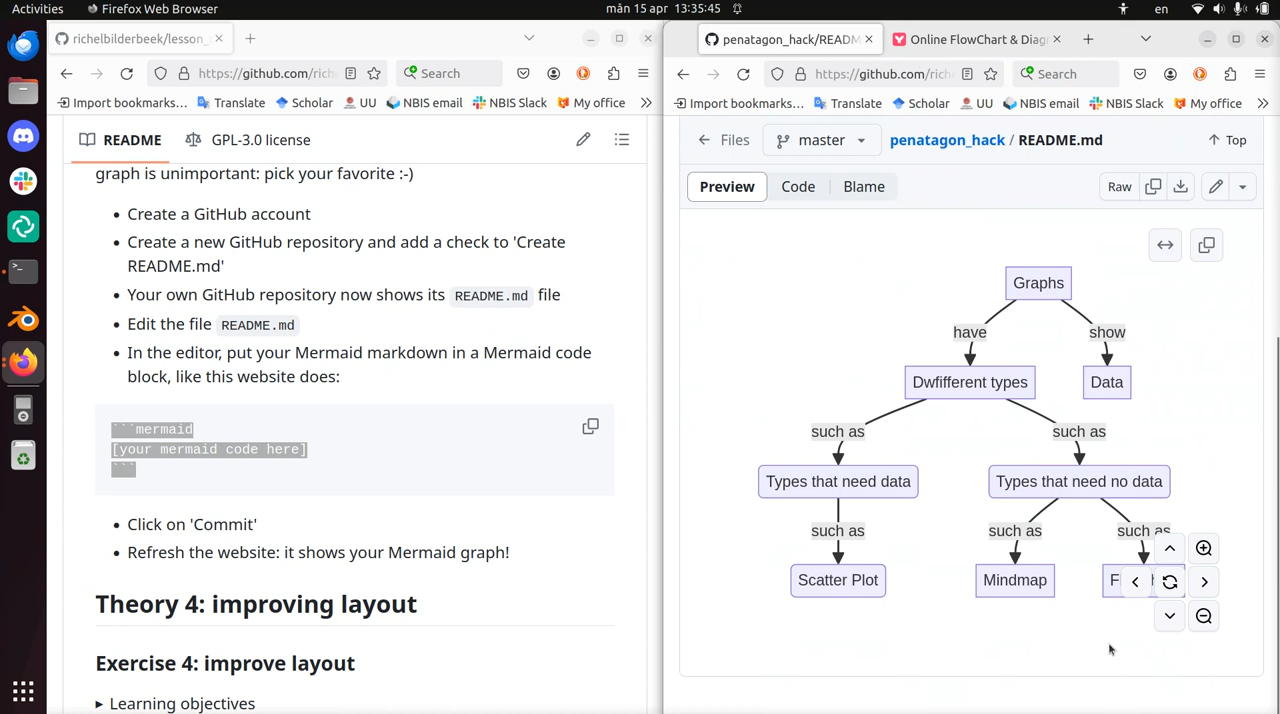 Activities
Firefox Web Browser
mån 15 apr 13:35:45
en
richelbilderbeek/lesson_
https://github.com/rich
Search
Import bookmarks...
Translate
Scholar
UU
NBIS email
NBIS Slack
My office
README
GPL-3.0 license
graph is unimportant: pick your favorite :-)
Create a GitHub account
Create a new GitHub repository and add a check to 'Create
README.md'
Your own GitHub repository now shows its README.md file
Edit the file README.md
In the editor, put your Mermaid markdown in a Mermaid code
block, like this website does:
```mermaid
[your mermaid code here]
```
Click on 'Commit'
Refresh the website: it shows your Mermaid graph!
Theory 4: improving layout
Exercise 4: improve layout
Learning objectives
penatagon_hack/READM
Online FlowChart & Diag
https://github.com/rich
Search
Import bookmarks...
Translate
Scholar
UU
NBIS email
NBIS Slack
My office
Files
master
penatagon_hack / README.md
Top
Preview
Code
Blame
Raw
Graphs
have
show
Dwfifferent types
Data
such as
such as
Types that need data
Types that need no data
such as
such as
such as
Scatter Plot
Mindmap